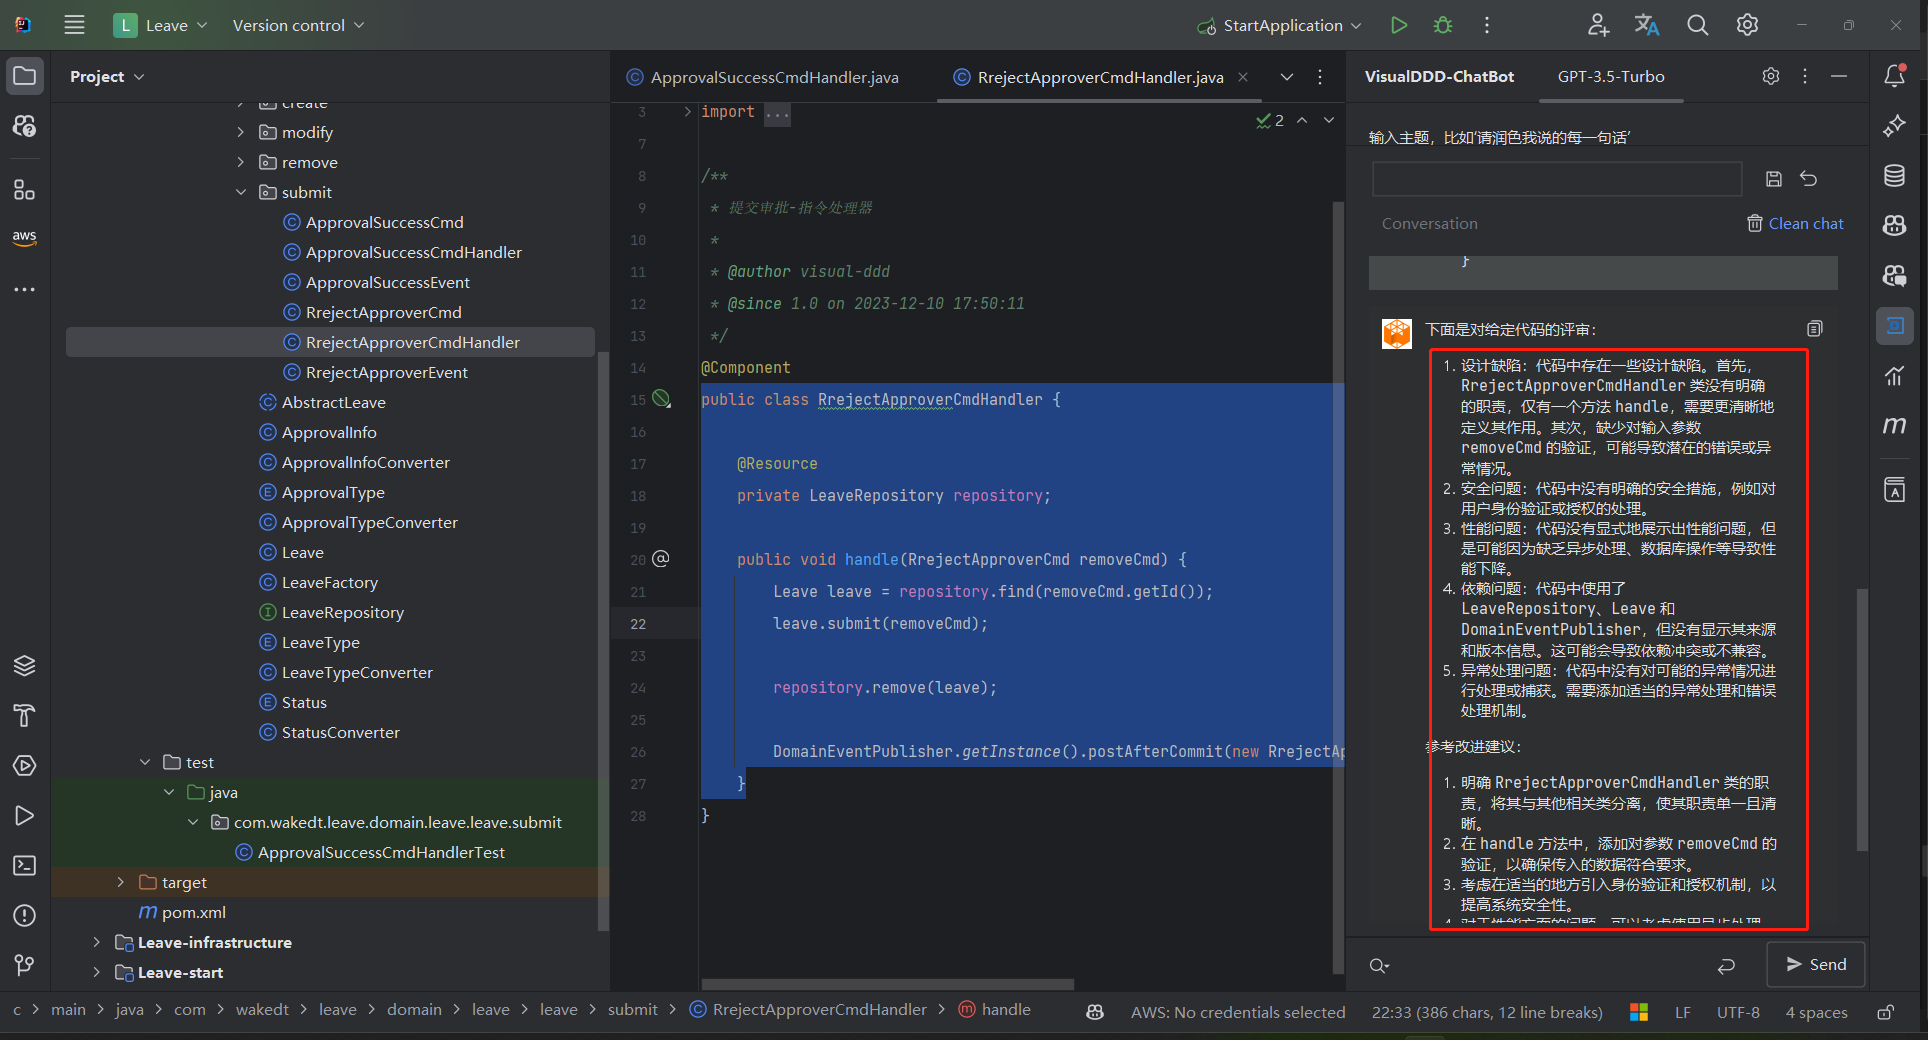 L Leave
Version control
StartApplication
Project
create
modify
remove
submit
ApprovalSuccessCmd
ApprovalSuccessCmdHandler
ApprovalSuccessEvent
RrejectApproverCmd
RrejectApproverCmdHandler
RrejectApproverEvent
AbstractLeave
ApprovalInfo
ApprovalInfoConverter
ApprovalType
ApprovalTypeConverter
Leave
LeaveFactory
LeaveRepository
LeaveType
LeaveTypeConverter
Status
StatusConverter
test
java
com.wakedt.leave.domain.leave.leave.submit
ApprovalSuccessCmdHandlerTest
target
pom.xml
Leave-infrastructure
Leave-start
aws
ApprovalSuccessCmdHandler.java
RrejectApproverCmdHandler.java
2
3 import ...
7
8 /**
9 * 提交审批-指令处理器
10 *
11 * @author visual-ddd
12 * @since 1.0 on 2023-12-10 17:50:11
13 */
14 @Component
15 public class RrejectApproverCmdHandler {
16
17 @Resource
18 private LeaveRepository repository;
19
20 public void handle(RrejectApproverCmd removeCmd) {
21 Leave leave = repository.find(removeCmd.getId());
22 leave.submit(removeCmd);
23
24 repository.remove(leave);
25
26 DomainEventPublisher.getInstance().postAfterCommit(new RrejectAp
27 }
28 }
VisualDDD-ChatBot
GPT-3.5-Turbo
输入主题，比如‘请润色我说的每一句话’
Conversation
Clean chat
}
下面是对给定代码的评审：
1. 设计缺陷：代码中存在一些设计缺陷。首先，
RrejectApproverCmdHandler 类没有明确
的职责，仅有一个方法 handle，需要更清晰地
定义其作用。其次，缺少对输入参数
removeCmd 的验证，可能导致潜在的错误或异
常情况。
2. 安全问题：代码中没有明确的安全措施，例如对
用户身份验证或授权的处理。
3. 性能问题：代码没有显式地展示出性能问题，但
是可能因为缺乏异步处理、数据库操作等导致性
能下降。
4. 依赖问题：代码中使用了
LeaveRepository、Leave 和
DomainEventPublisher，但没有显示其来源
和版本信息。这可能会导致依赖冲突或不兼容。
5. 异常处理问题：代码中没有对可能的异常情况进
行处理或捕获。需要添加适当的异常处理和错误
处理机制。
参考改进建议：
1. 明确 RrejectApproverCmdHandler 类的职
责，将其与其他相关类分离，使其职责单一且清
晰。
2. 在 handle 方法中，添加对参数 removeCmd 的
验证，以确保传入的数据符合要求。
3. 考虑在适当的地方引入身份验证和授权机制，以
提高系统安全性。
4. 对于性能方面的问题，可以考虑使用异步处理
Send
c > main > java > com > wakedt > leave > domain > leave > leave > submit > RrejectApproverCmdHandler > handle
AWS: No credentials selected
22:33 (386 chars, 12 line breaks)
LF
UTF-8
4 spaces